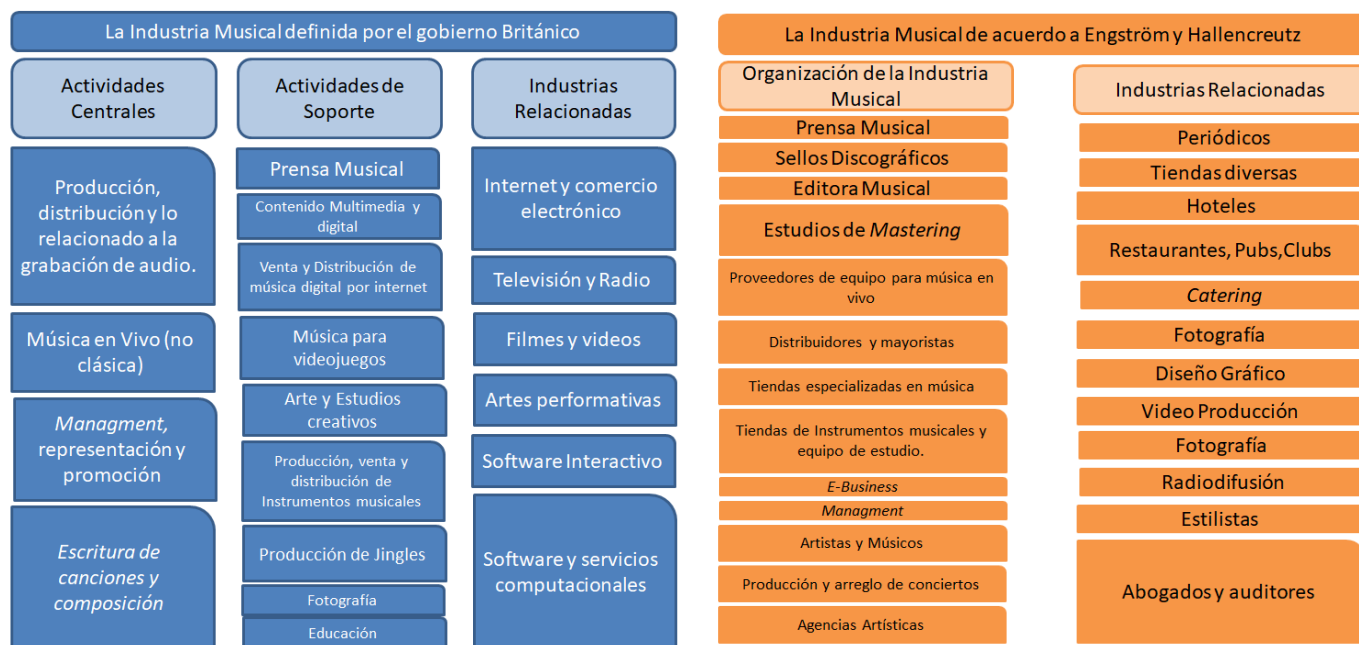 La Industria Musical definida por el gobierno Británico
Actividades
Centrales
Producción,
distribución y lo
relacionado a la
grabación de audio.
Música en Vivo (no
clásica)
Managment,
representación y
promoción
Escritura de
canciones y
composición
Actividades de
Soporte
Prensa Musical
Contenido Multimedia y
digital
Venta y Distribución de
música digital por internet
Música para
videojuegos
Arte y Estudios
creativos
Producción, venta y
distribución de
Instrumentos musicales
Producción de Jingles
Fotografía
Educación
Industrias
Relacionadas
Internet y comercio
electrónico
Televisión y Radio
Filmes y videos
Artes performativas
Software Interactivo
Software y servicios
computacionales
La Industria Musical de acuerdo a Engström y Hallencreutz
Organización de la Industria
Musical
Prensa Musical
Sellos Discográficos
Editora Musical
Estudios de Mastering
Proveedores de equipo para música en
vivo
Distribuidores y mayoristas
Tiendas especializadas en música
Tiendas de Instrumentos musicales y
equipo de estudio.
E-Business
Managment
Artistas y Músicos
Producción y arreglo de conciertos
Agencias Artísticas
Industrias Relacionadas
Periódicos
Tiendas diversas
Hoteles
Restaurantes, Pubs,Clubs
Catering
Fotografía
Diseño Gráfico
Video Producción
Fotografía
Radiodifusión
Estilistas
Abogados y auditores